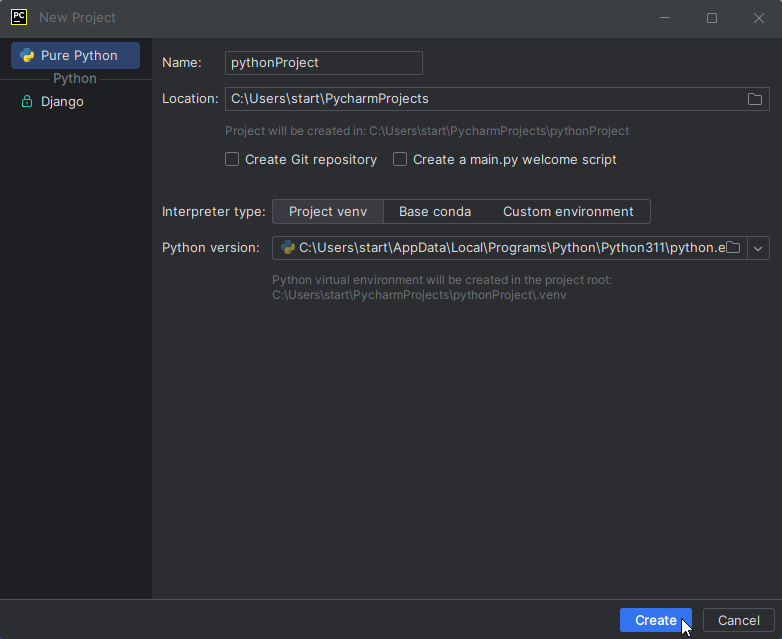 PC New Project
Pure Python
Python
Django
Name: pythonProject
Location: C:\Users\start\PycharmProjects
Project will be created in: C:\Users\start\PycharmProjects\pythonProject
Create Git repository Create a main.py welcome script
Interpreter type: Project venv Base conda Custom environment
Python version: C:\Users\start\AppData\Local\Programs\Python\Python311\python.e
Python virtual environment will be created in the project root:
C:\Users\start\PycharmProjects\pythonProject\.venv
Create Cancel